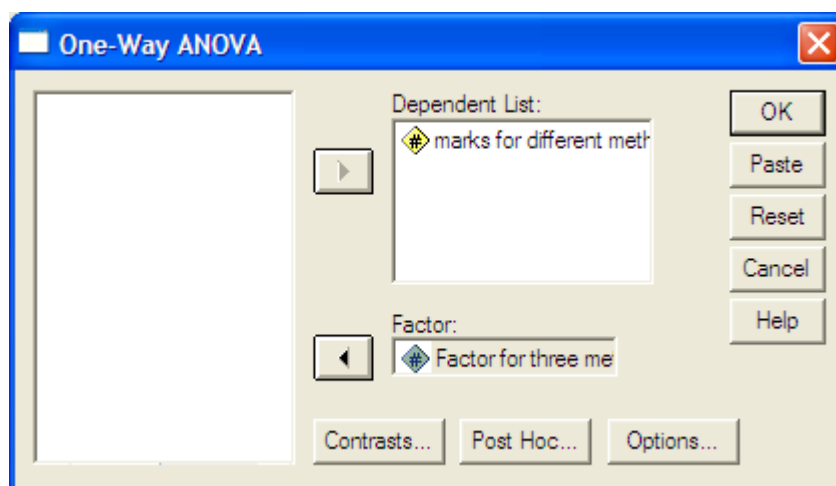 One-Way ANOVA
Dependent List:
# marks for different meth
Factor:
# Factor for three me
OK
Paste
Reset
Cancel
Help
Contrasts... Post Hoc... Options...